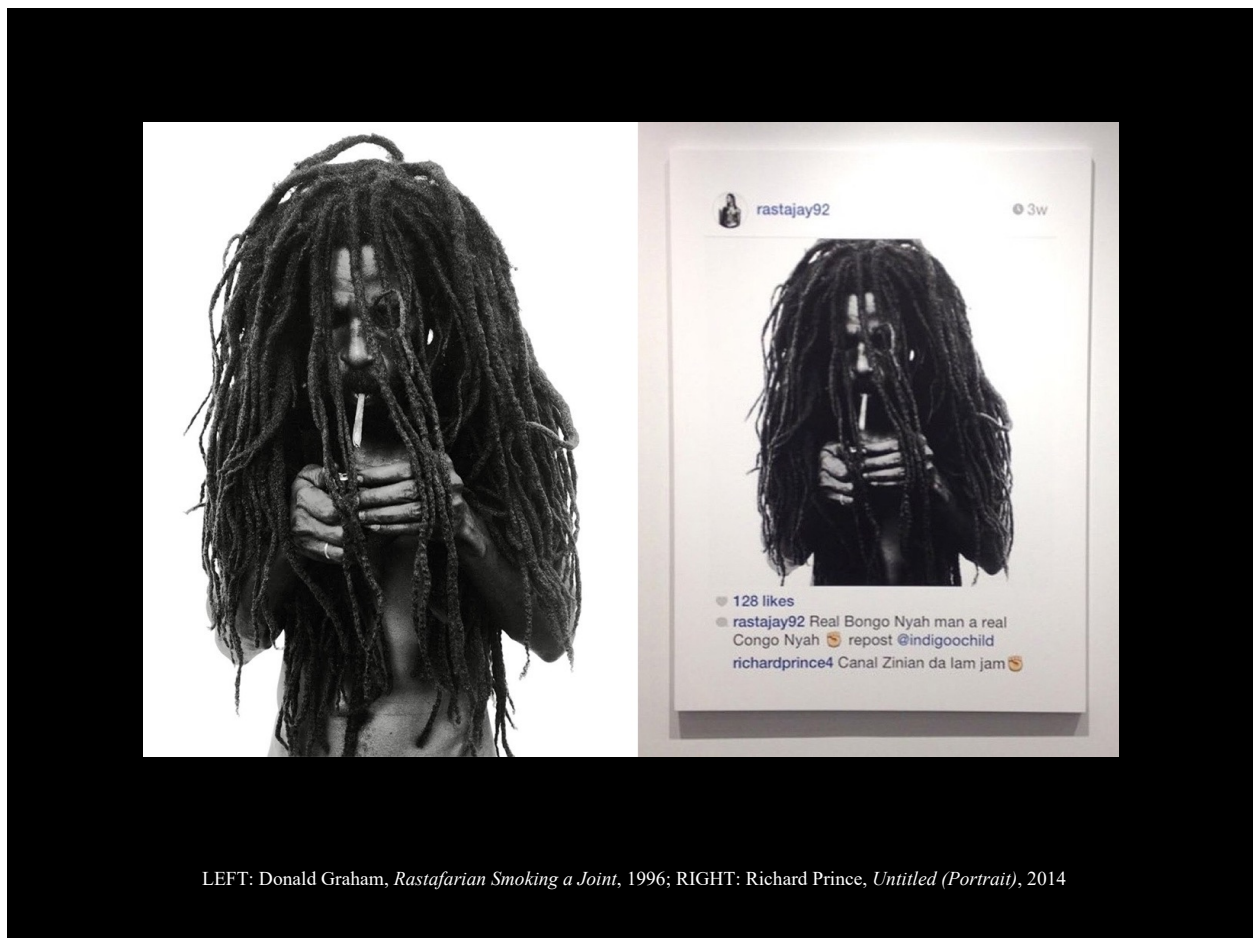 rastajay92
3w
128 likes
rastajay92 Real Bongo Nyah man a real
Congo Nyah ✊ repost @indigoochild
richardprince4 Canal Zinian da lam jam✊
LEFT: Donald Graham, Rastafarian Smoking a Joint, 1996; RIGHT: Richard Prince, Untitled (Portrait), 2014